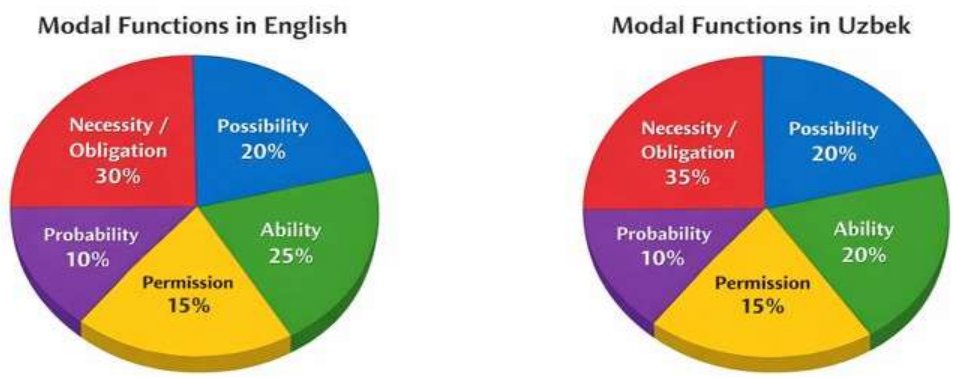 Modal Functions in English
Necessity /
Obligation
30%
Possibility
20%
Probability
10%
Ability
25%
Permission
15%
Modal Functions in Uzbek
Necessity /
Obligation
35%
Possibility
20%
Probability
10%
Ability
20%
Permission
15%